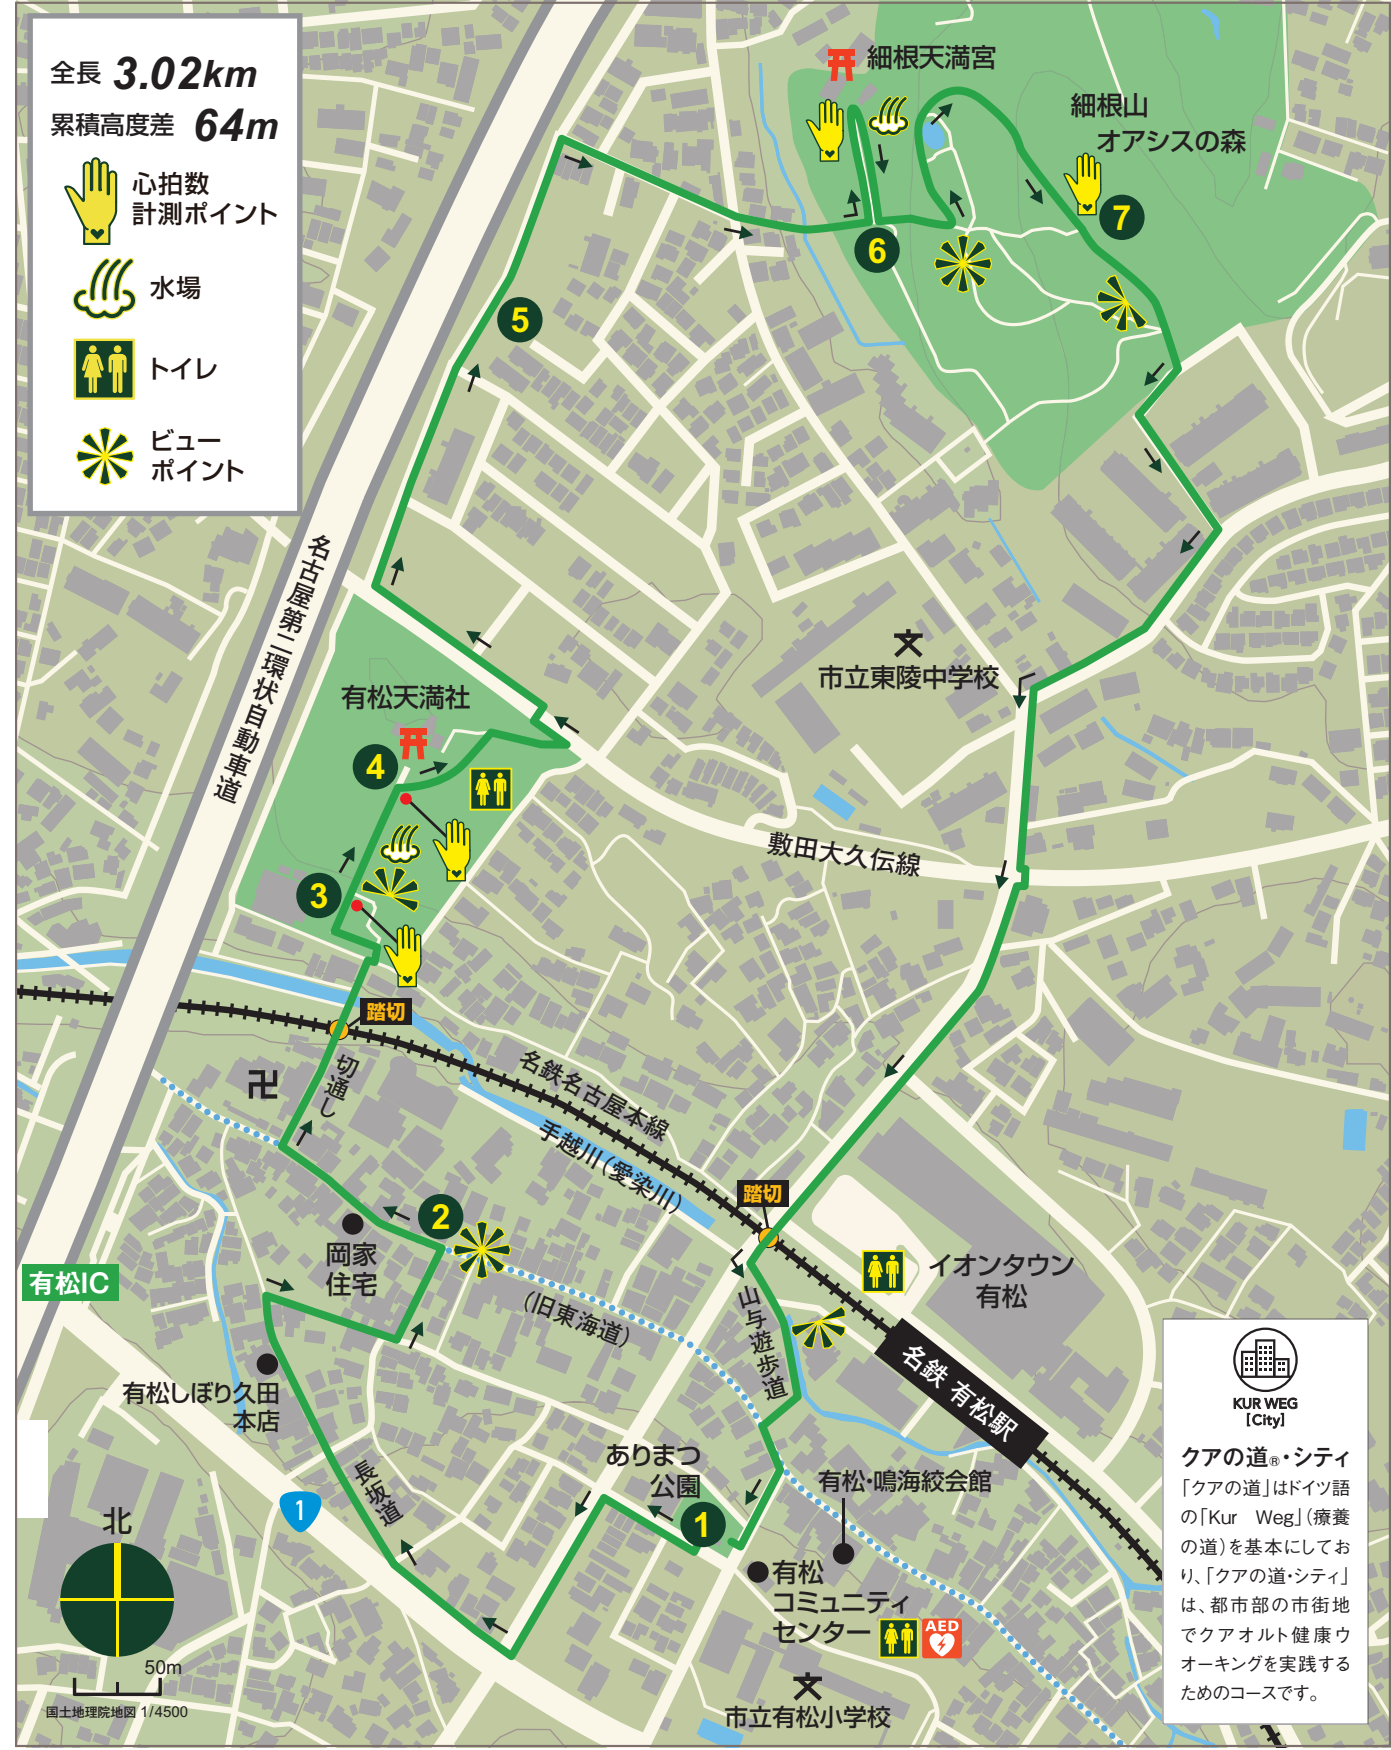 全長 3.02km
累積高度差 64m
心拍数
計測ポイント
水場
トイレ
ビュー
ポイント
細根天満宮
細根山
オアシスの森
7
6
5
名古屋第二環状自動車道
市立東陵中学校
有松天満社
4
敷田大久伝線
3
踏切
切通し
名鉄名古屋本線
手越川(愛染川)
踏切
2
岡家
住宅
イオンタウン
有松
有松IC
(旧東海道)
山与遊歩道
名鉄 有松駅
有松しぼり久田
本店
長坂道
ありまつ
公園
1
有松・鳴海絞会館
1
有松
コミュニティ
センター
AED
市立有松小学校
北
50m
国土地理院地図 1/4500
KUR WEG
[City]
クアの道®・シティ
「クアの道」はドイツ語
の「Kur Weg」(療養
の道)を基本にしてお
り、「クアの道・シティ」
は、都市部の市街地
でクアオルト健康ウ
オーキングを実践する
ためのコースです。